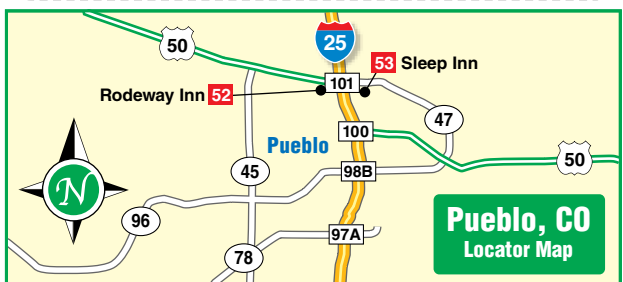 50
25
53 Sleep Inn
101
Rodeway Inn 52
47
100
Pueblo
50
45
98B
N
96
97A
78
Pueblo, CO
Locator Map